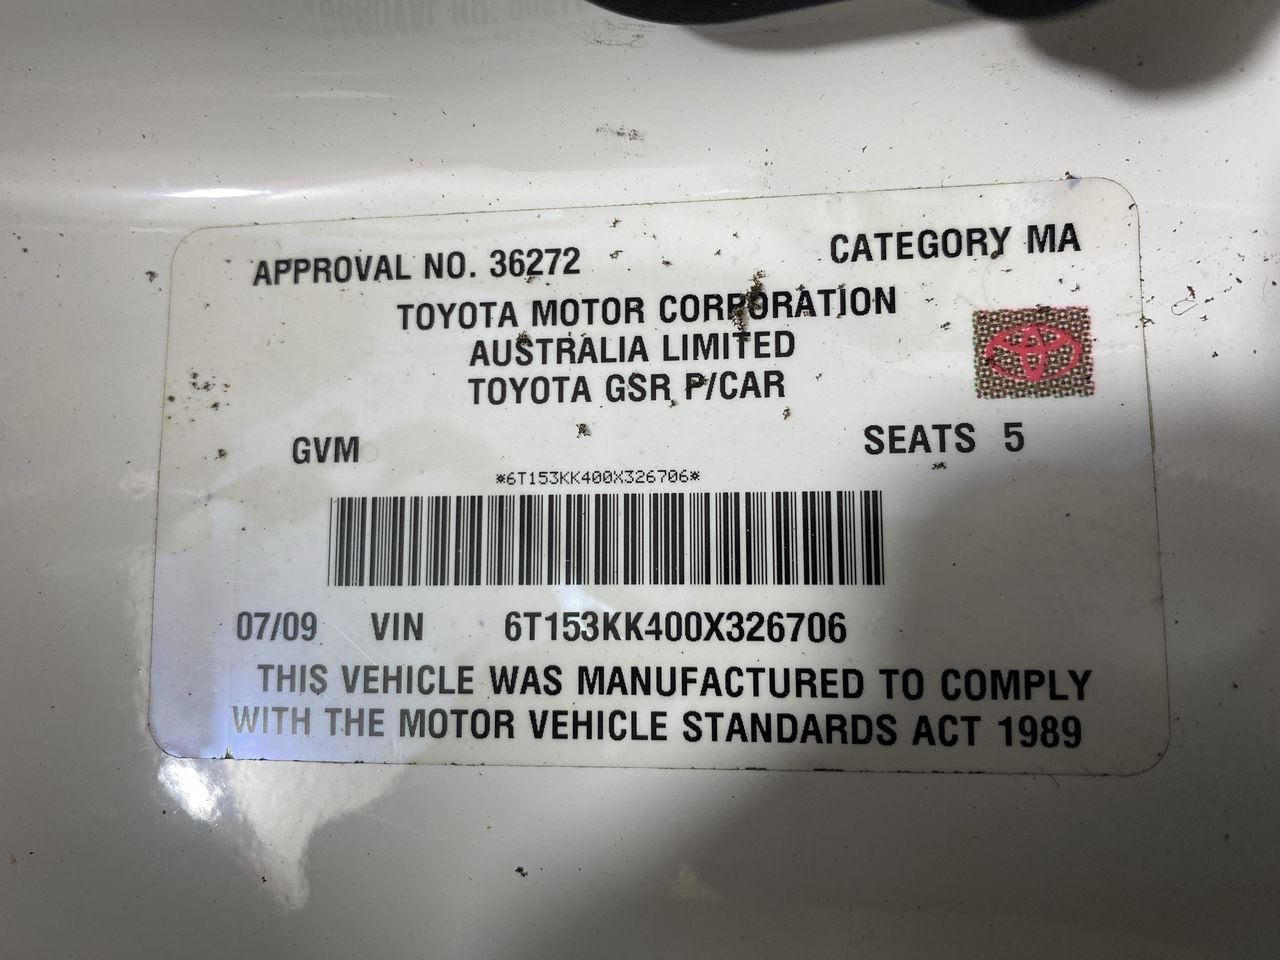 APPROVAL NO. 36272 CATEGORY MA
TOYOTA MOTOR CORPORATION
AUSTRALIA LIMITED
TOYOTA GSR P/CAR
GVM SEATS 5
*6T153KK400X326706*
07/09 VIN 6T153KK400X326706
THIS VEHICLE WAS MANUFACTURED TO COMPLY
WITH THE MOTOR VEHICLE STANDARDS ACT 1989